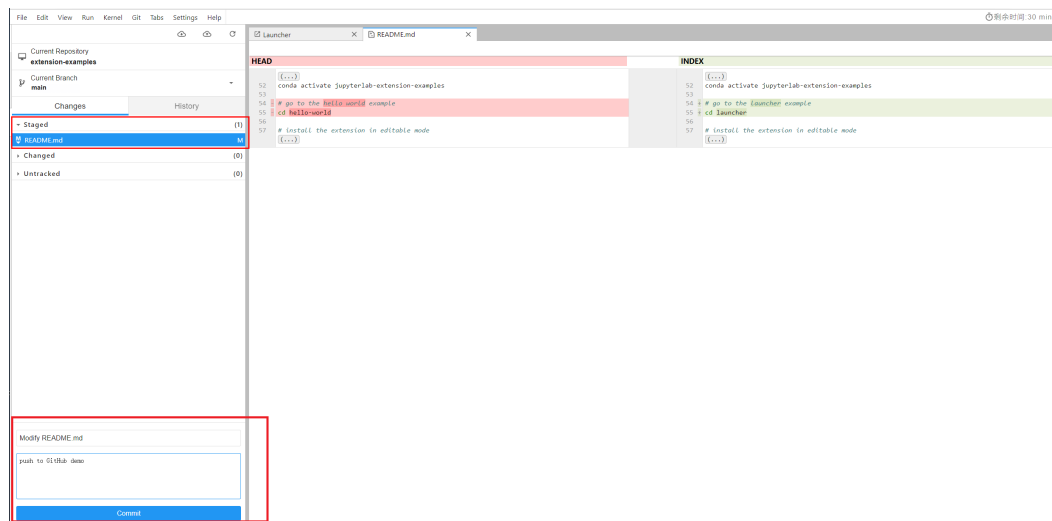 File Edit View Run Kernel Git Tabs Settings Help
剩余时间:30 min
Launcher
README.md
Current Repository
extension-examples
Current Branch
main
Changes History
Staged (1)
README.md M
Changed (0)
Untracked (0)
HEAD
{...}
52 conda activate jupyterlab-extension-examples
53
54 - # go to the hello world example
55 - cd hello-world
56
57 # install the extension in editable mode
{...}
INDEX
{...}
52 conda activate jupyterlab-extension-examples
53
54 + # go to the launcher example
55 + cd launcher
56
57 # install the extension in editable mode
{...}
Modify README.md
push to GitHub demo
Commit